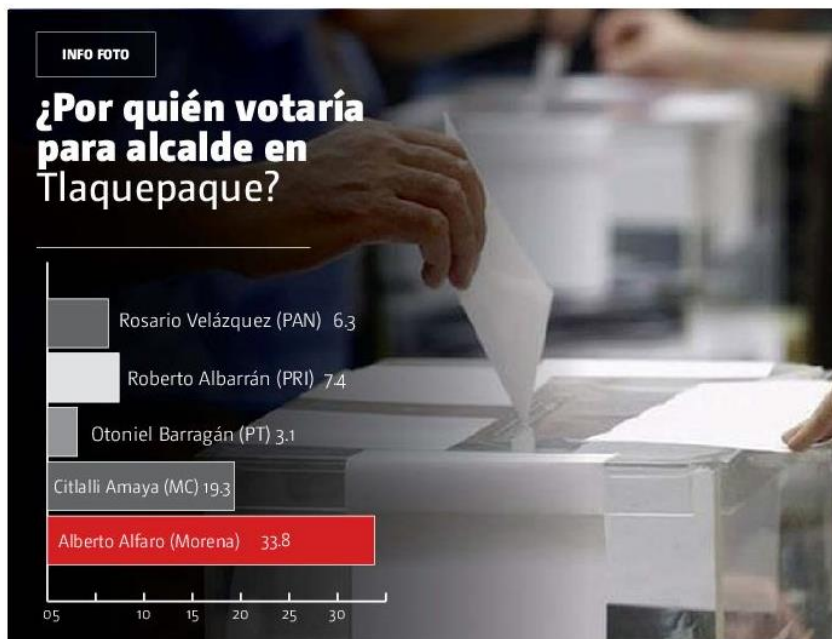 INFO FOTO
¿Por quién votaría
para alcalde en
Tlaquepaque?
Rosario Velázquez (PAN) 6.3
Roberto Albarrán (PRI) 7.4
Otoniel Barragán (PT) 3.1
Citlalli Amaya (MC) 19.3
Alberto Alfaro (Morena) 33.8
05 10 15 20 25 30